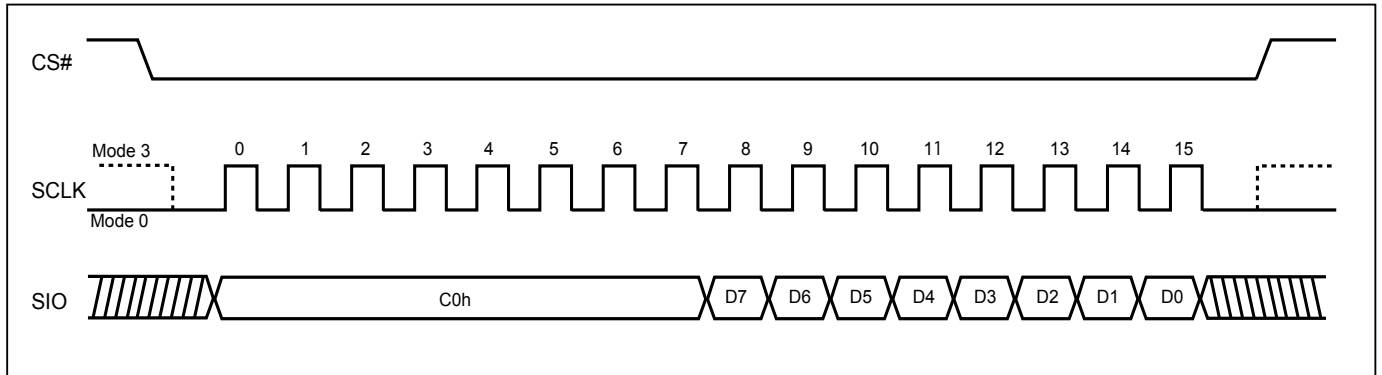 CS#
Mode 3
0 1 2 3 4 5 6 7 8 9 10 11 12 13 14 15
SCLK
Mode 0
SIO
C0h D7 D6 D5 D4 D3 D2 D1 D0